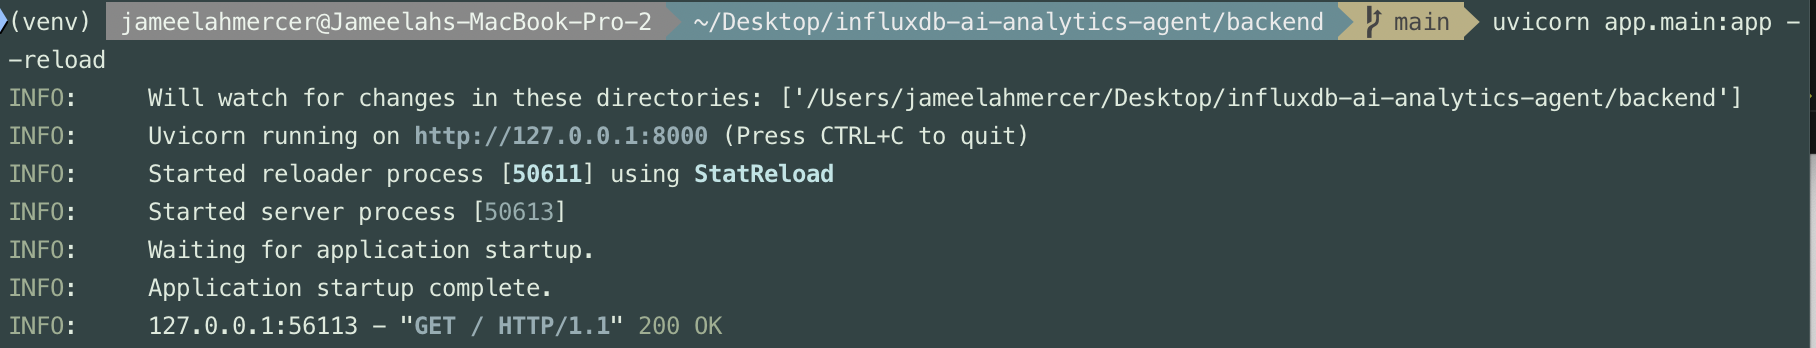 (venv) jameelahmercer@Jameelahs-MacBook-Pro-2 ~/Desktop/influxdb-ai-analytics-agent/backend main uvicorn app.main:app -
-reload
INFO: Will watch for changes in these directories: ['/Users/jameelahmercer/Desktop/influxdb-ai-analytics-agent/backend']
INFO: Uvicorn running on http://127.0.0.1:8000 (Press CTRL+C to quit)
INFO: Started reloader process [50611] using StatReload
INFO: Started server process [50613]
INFO: Waiting for application startup.
INFO: Application startup complete.
INFO: 127.0.0.1:56113 - "GET / HTTP/1.1" 200 OK